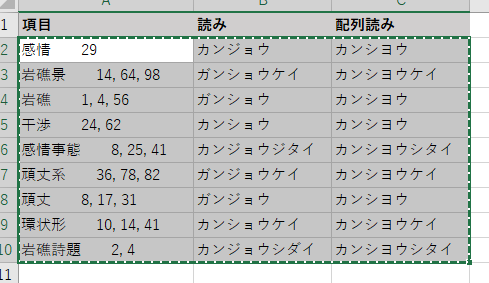 A B C
1 項目 読み 配列読み
2 感情 29 カンジョウ カンシヨウ
3 岩礁景 14, 64, 98 ガンショウケイ カンシヨウケイ
4 岩礁 1, 4, 56 ガンショウ カンシヨウ
5 干渉 24, 62 カンショウ カンシヨウ
6 感情事態 8, 25, 41 カンジョウジタイ カンシヨウシタイ
7 頑丈系 36, 78, 82 ガンジョウケイ カンシヨウケイ
8 頑丈 8, 17, 31 ガンジョウ カンシヨウ
9 環状形 10, 14, 41 カンショウケイ カンシヨウケイ
10 岩礁詩題 2, 4 カンジョウシダイ カンシヨウシタイ
11